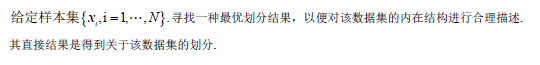 给定样本集{xᵢ,i=1,⋯,N}.寻找一种最优划分结果，以便对该数据集的内在结构进行合理描述.
其直接结果是得到关于该数据集的划分.